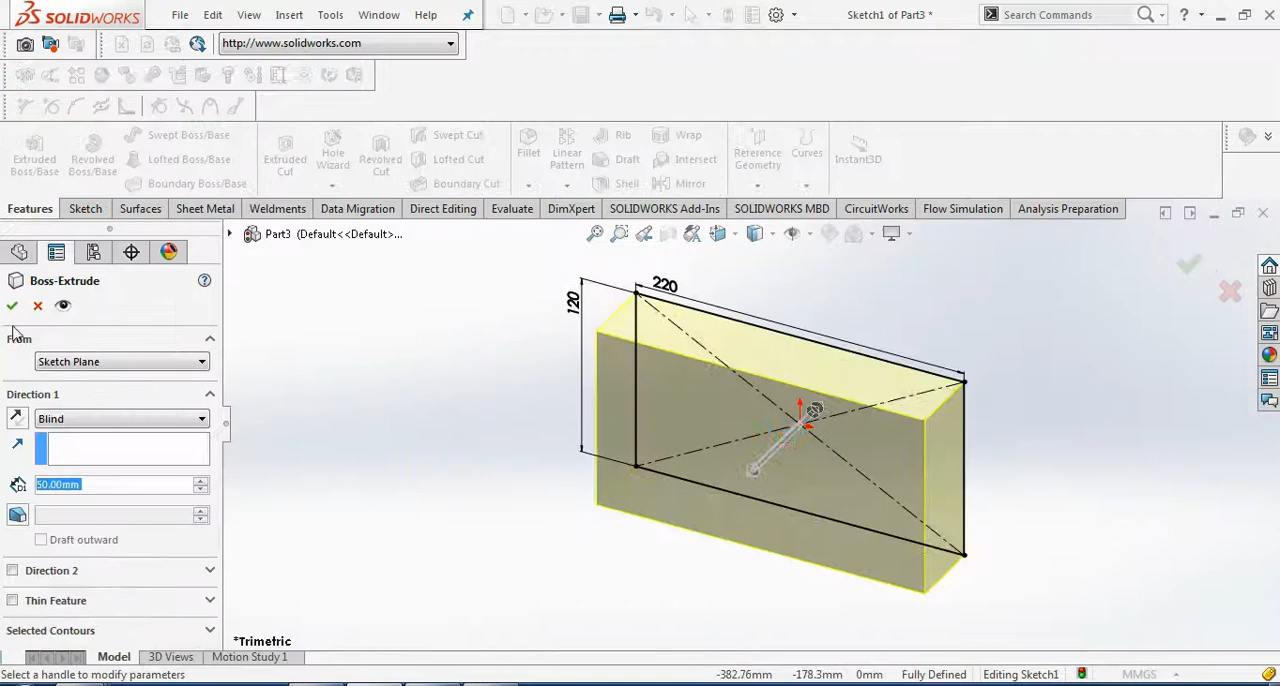 SOLIDWORKS File Edit View Insert Tools Window Help Sketch1 of Part3 * Search Commands ?
http://www.solidworks.com
Swept Boss/Base Swept Cut Rib Wrap
Extruded Boss/Base Revolved Boss/Base Lofted Boss/Base Extruded Cut Hole Wizard Revolved Cut Lofted Cut Fillet Linear Pattern Draft Intersect Reference Geometry Curves Instant3D
Boundary Boss/Base Boundary Cut Shell Mirror
Features Sketch Surfaces Sheet Metal Weldments Data Migration Direct Editing Evaluate DimXpert SOLIDWORKS Add-Ins SOLIDWORKS MBD CircuitWorks Flow Simulation Analysis Preparation
Part3 (Default<<Default>...
Boss-Extrude ?
220
120
From
Sketch Plane
Direction 1
Blind
D1 50.00mm
Draft outward
Direction 2
Thin Feature
Selected Contours
*Trimetric
Model 3D Views Motion Study 1
Select a handle to modify parameters -382.76mm -178.3mm 0mm Fully Defined Editing Sketch1 MMGS